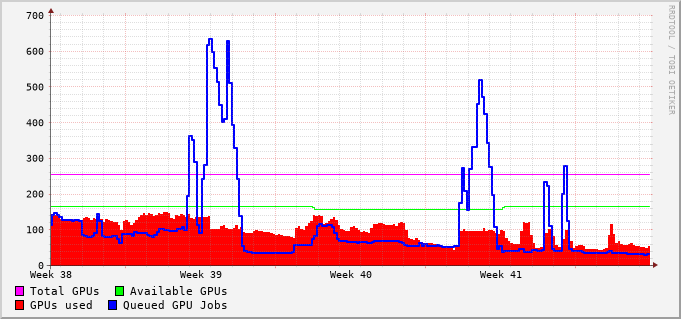 700
600
500
400
300
200
100
0
Week 38 Week 39 Week 40 Week 41
Total GPUs Available GPUs
GPUs used Queued GPU Jobs
RRDTOOL / TOBI OETIKER